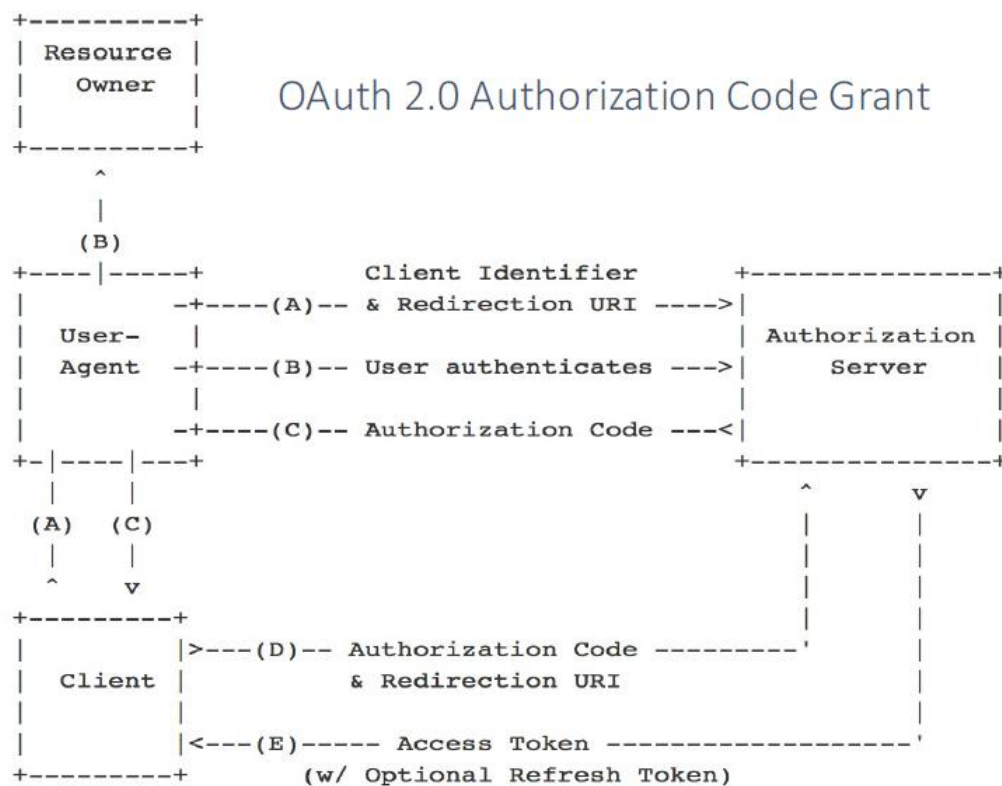 +----------+
| Resource |
|   Owner  |
|          |
+----------+
OAuth 2.0 Authorization Code Grant
     ^
     |
    (B)
+----|-----+          Client Identifier      +---------------+
|         -+----(A)-- & Redirection URI ---->|               |
|  User-   |                                 | Authorization |
|  Agent  -+----(B)-- User authenticates --->|     Server    |
|          |                                 |               |
|         -+----(C)-- Authorization Code ---<|               |
+-|----|---+                                 +---------------+
  |    |                                         ^      v
 (A)  (C)                                        |      |
  |    |                                         |      |
  ^    v                                         |      |
+---------+                                      |      |
|         |>---(D)-- Authorization Code ---------'      |
|  Client |          & Redirection URI                  |
|         |                                             |
|         |<---(E)----- Access Token -------------------'
+---------+       (w/ Optional Refresh Token)